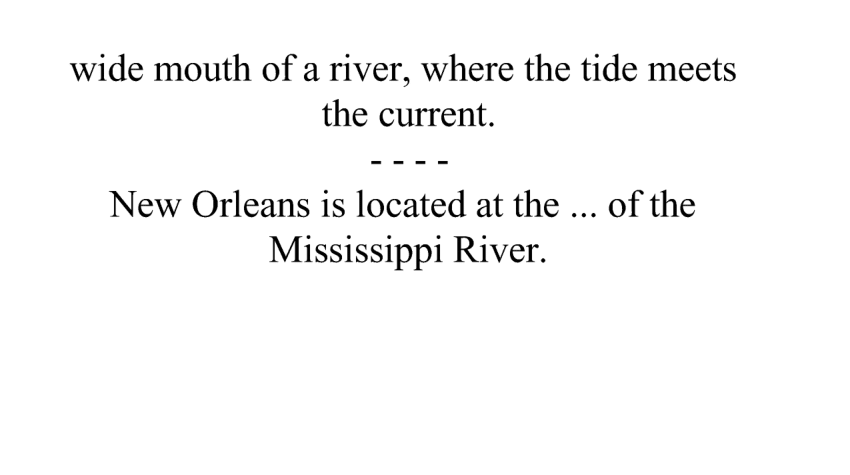 wide mouth of a river, where the tide meets
the current.
- - - -
New Orleans is located at the ... of the
Mississippi River.